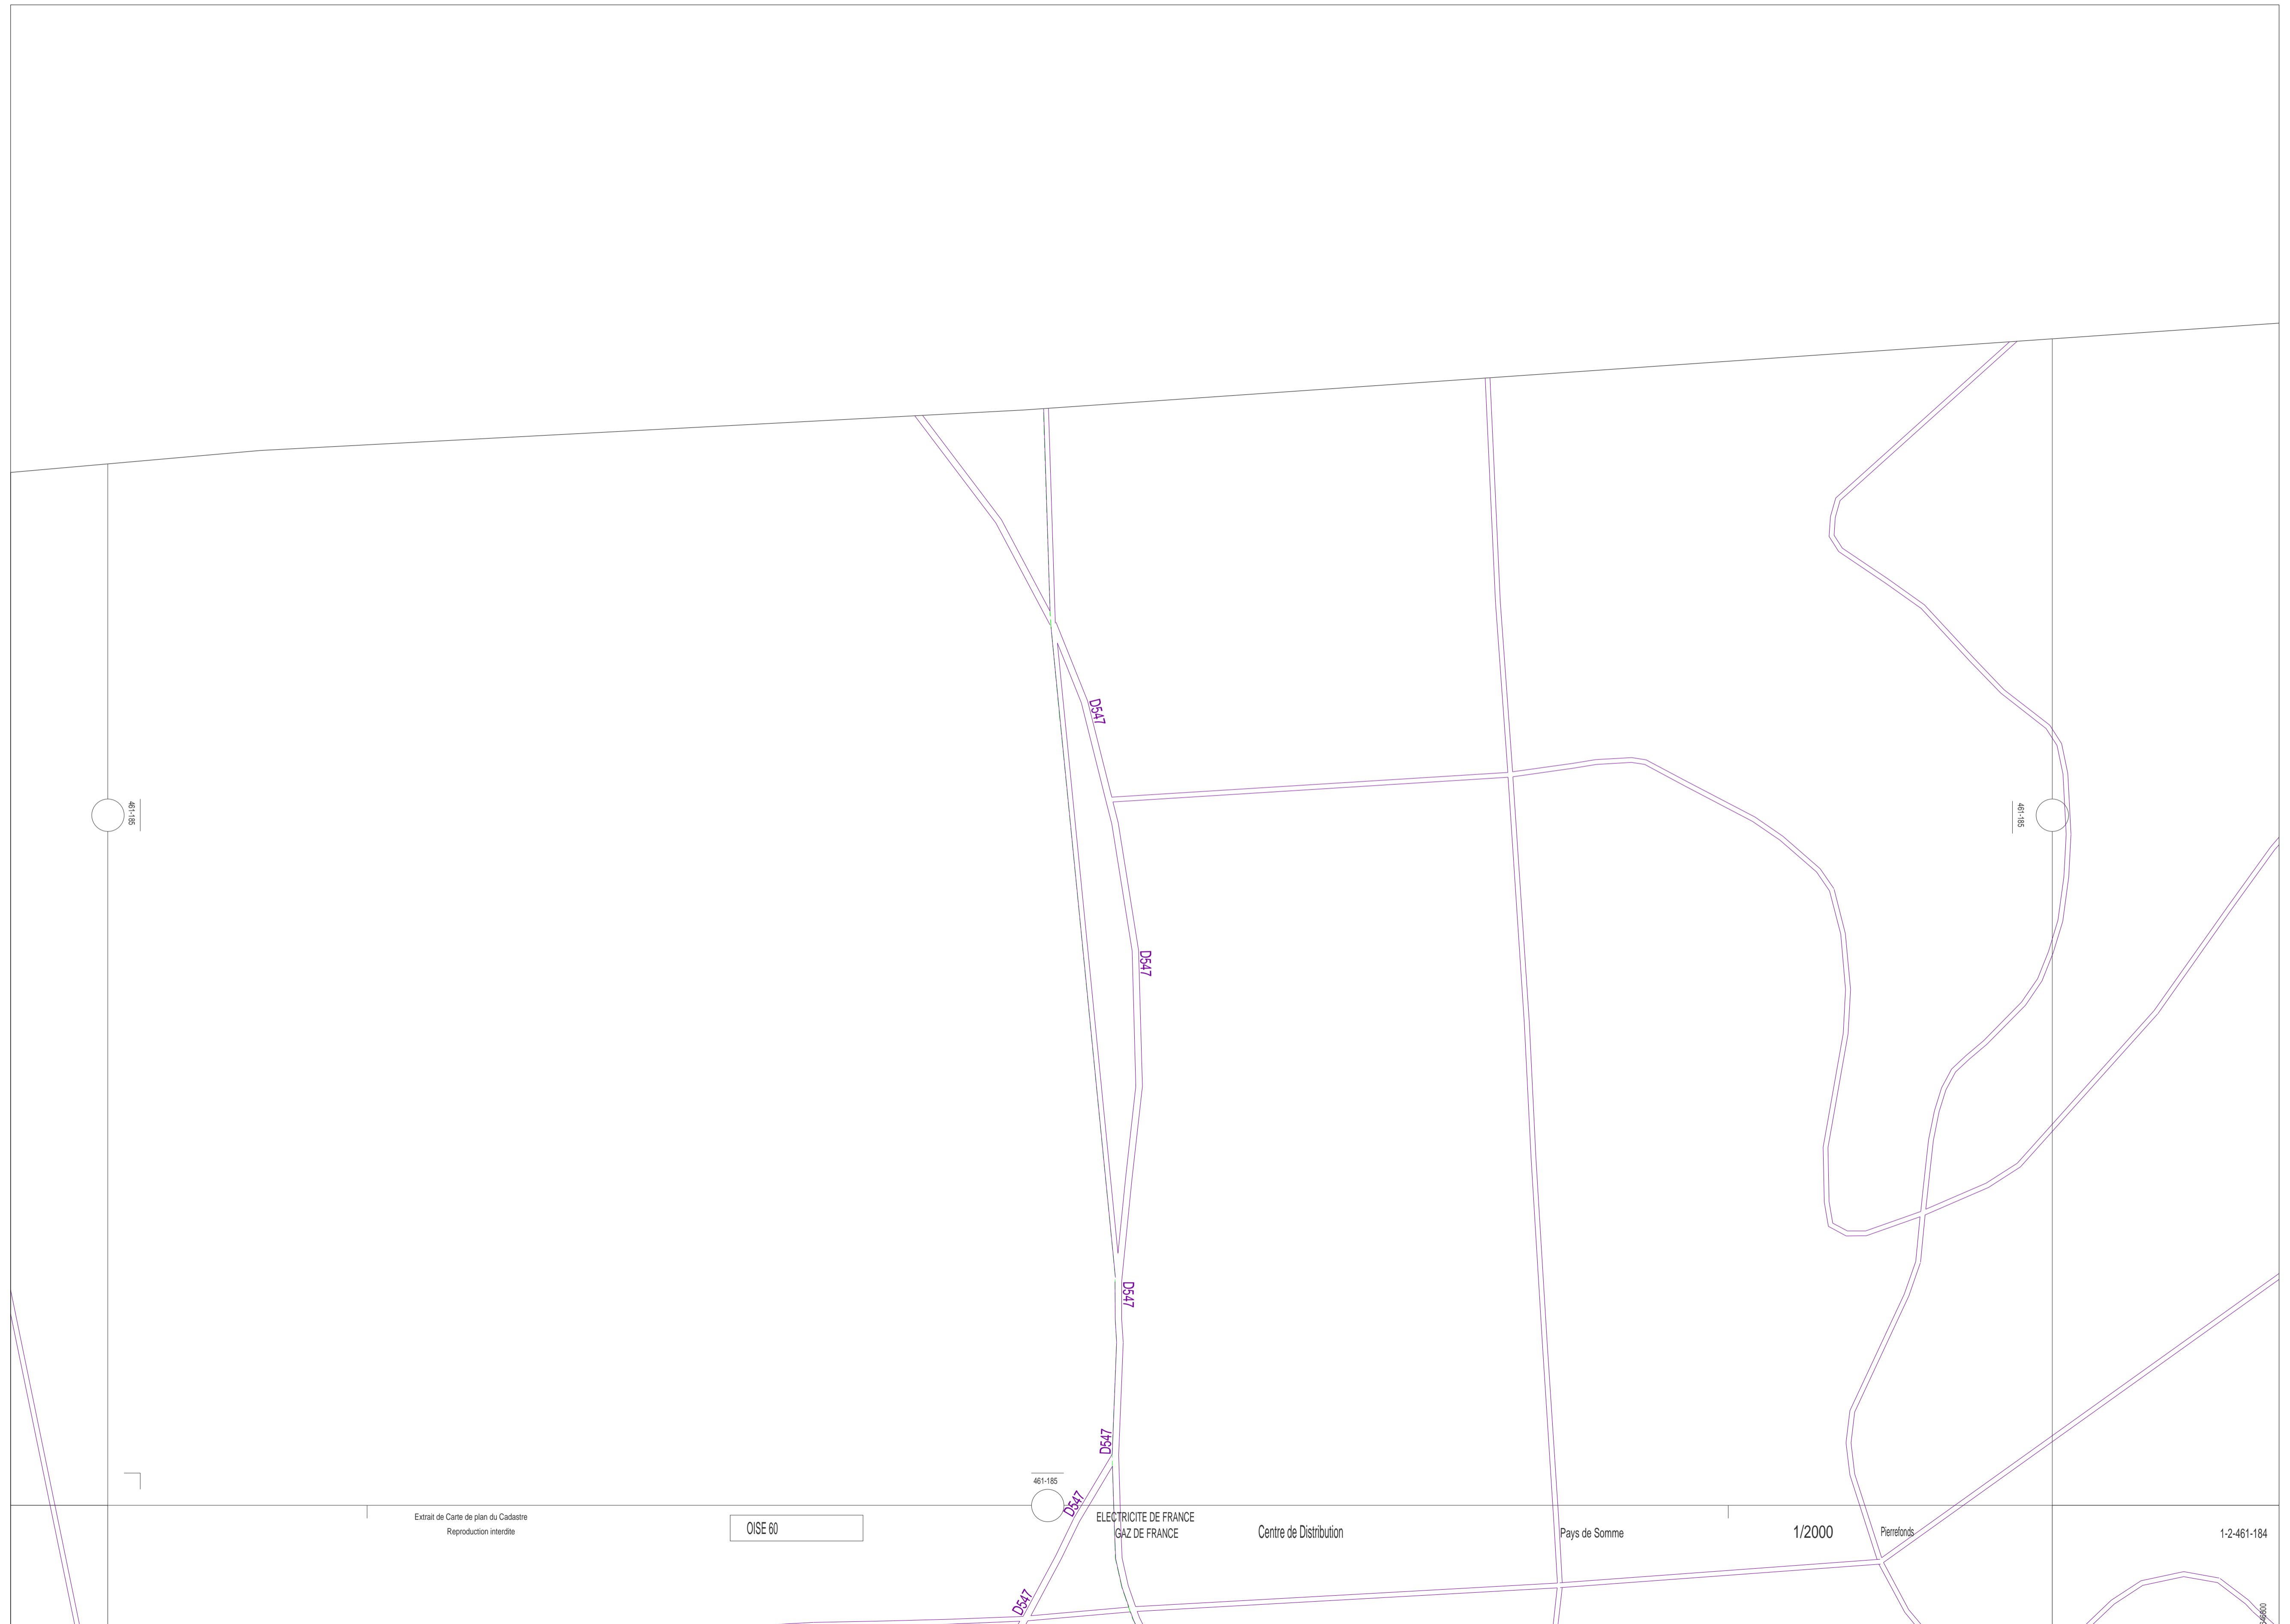 D547
461-185
461-185
D547
D547
D547
461-185
D547
Extrait de Carte de plan du Cadastre
Reproduction interdite
OISE 60
ELECTRICITE DE FRANCE
GAZ DE FRANCE
Centre de Distribution
Pays de Somme
1/2000
Pierrefonds
1-2-461-184
D547